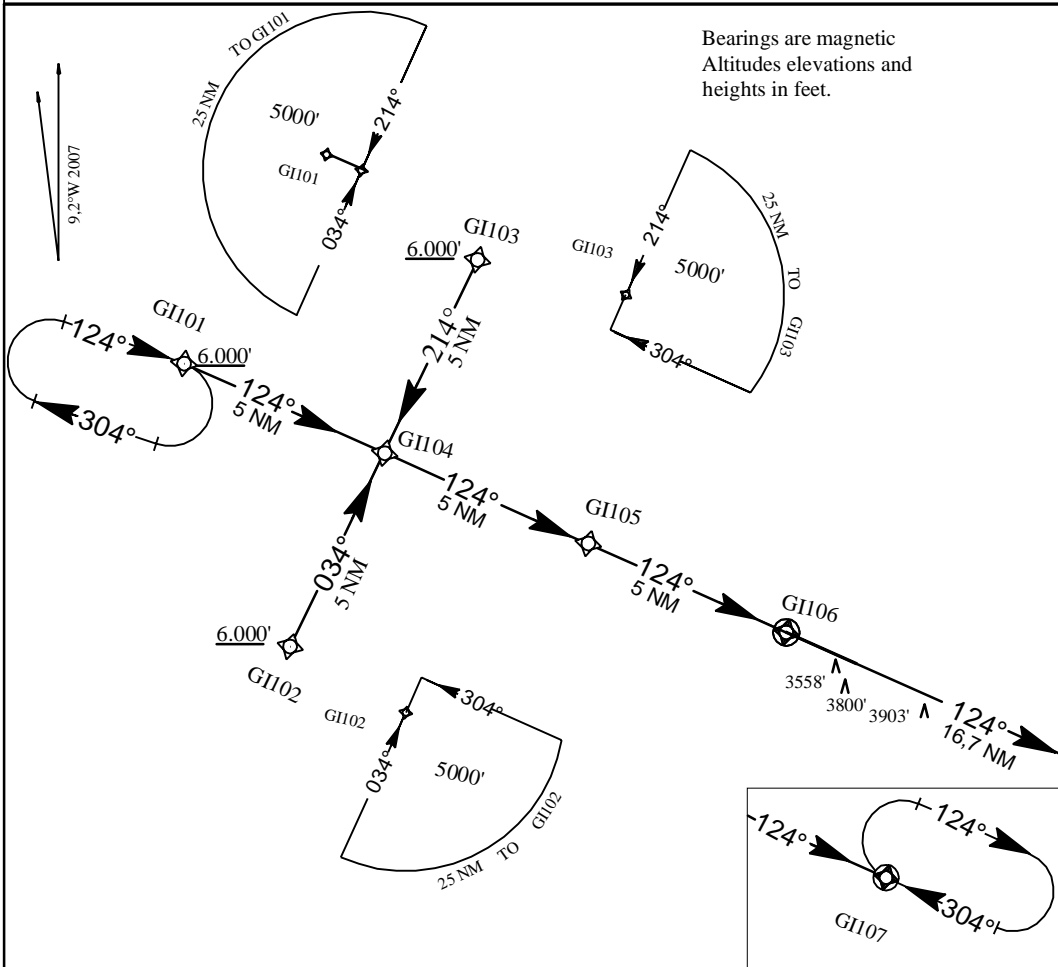 Bearings are magnetic
Altitudes elevations and
heights in feet.
9,2°W 2007
25 NM TO GI101
5000'
214°
GI101
034°
25 NM TO GI103
GI103
214°
5000'
304°
GI103
6.000'
214°
5 NM
GI101
124°
6.000'
304°
124°
5 NM
GI104
124°
5 NM
GI105
124°
5 NM
GI106
034°
5 NM
6.000'
GI102
3558'
3800'
3903'
124°
16,7 NM
GI102
304°
034°
5000'
25 NM TO GI102
124°
124°
304°
GI107